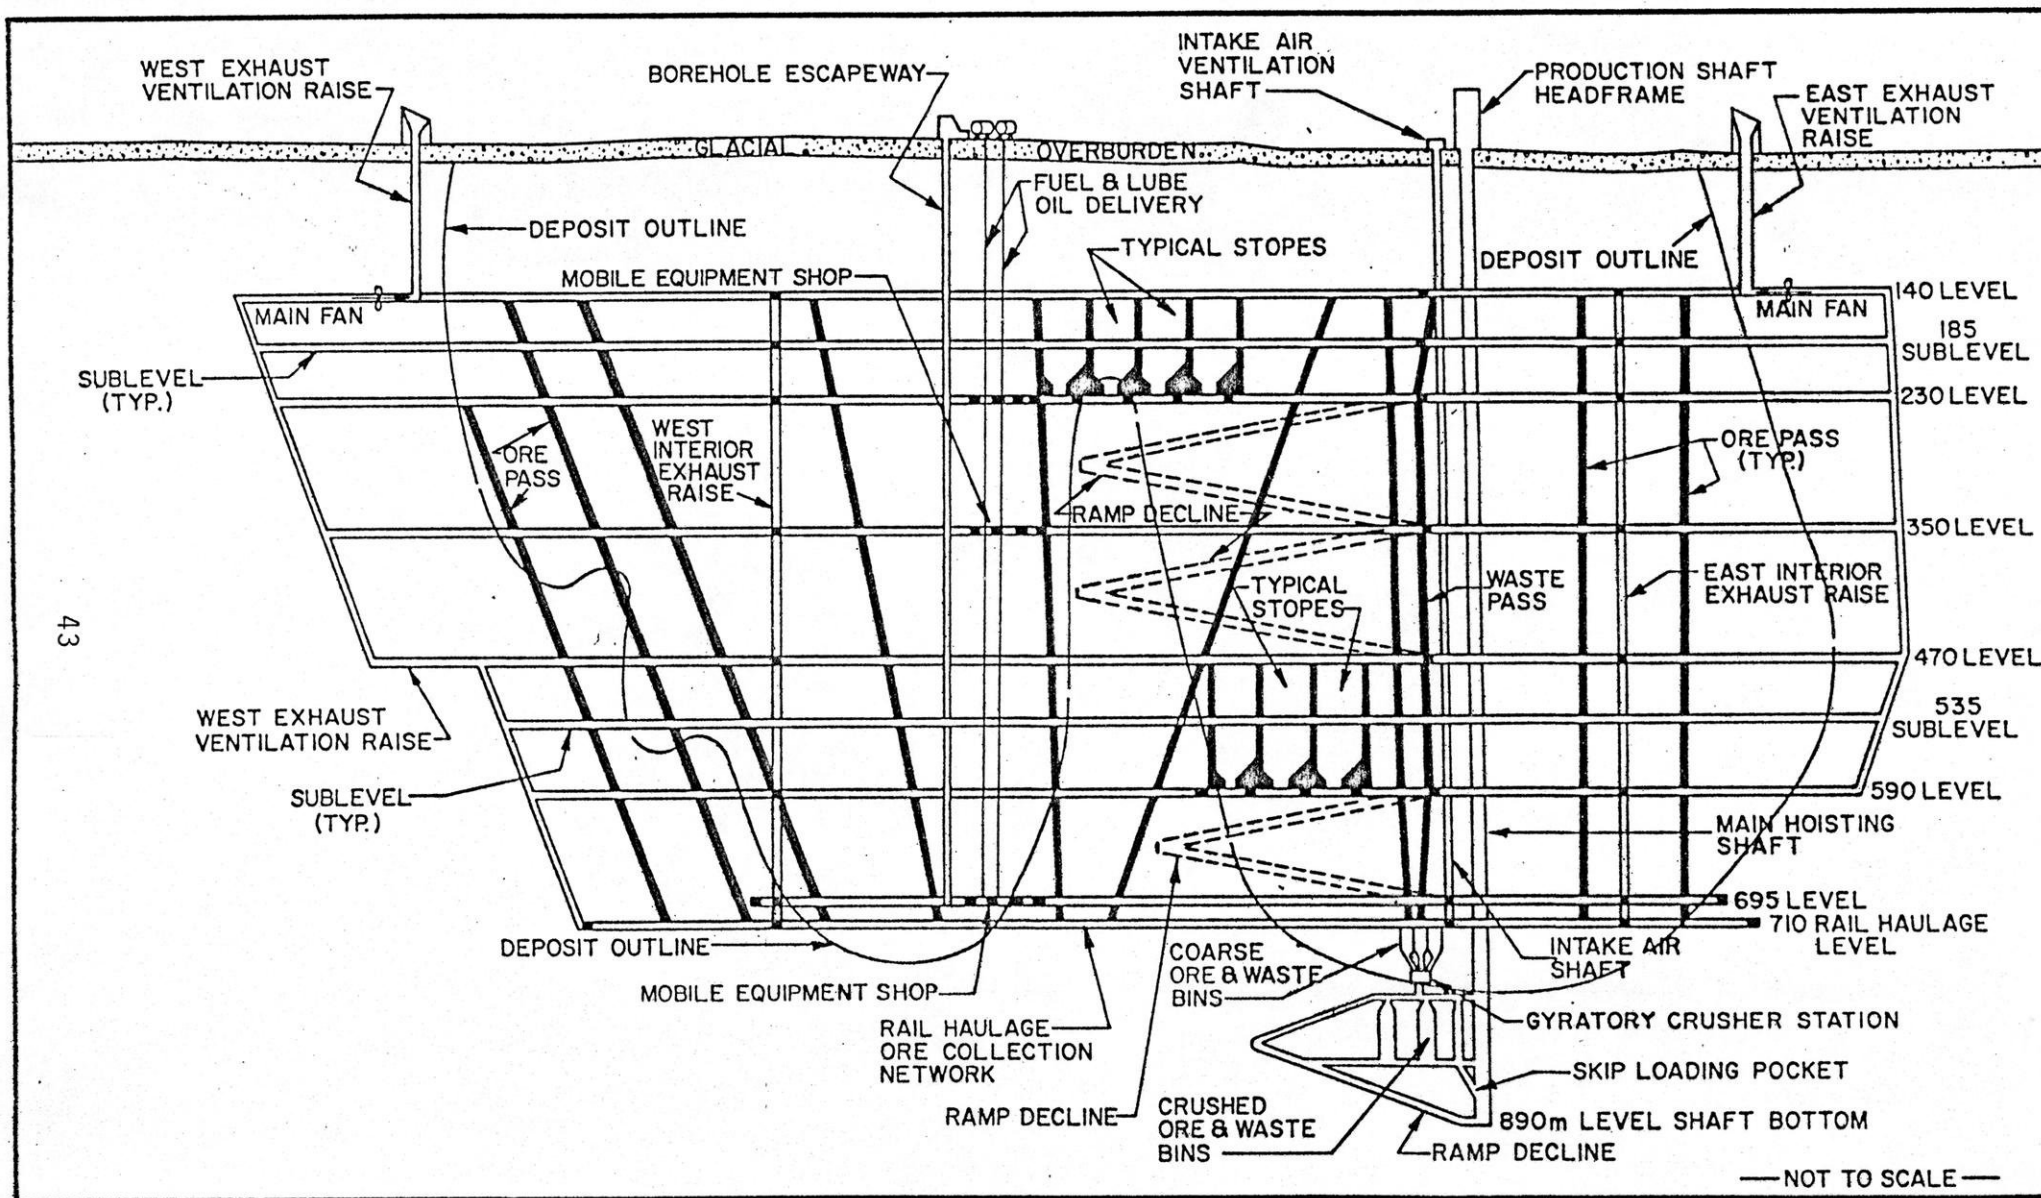 WEST EXHAUST
VENTILATION RAISE
BOREHOLE ESCAPEWAY
INTAKE AIR
VENTILATION
SHAFT
PRODUCTION SHAFT
HEADFRAME
EAST EXHAUST
VENTILATION
RAISE
GLACIAL OVERBURDEN
FUEL & LUBE
OIL DELIVERY
DEPOSIT OUTLINE
TYPICAL STOPES
DEPOSIT OUTLINE
MOBILE EQUIPMENT SHOP
140 LEVEL
MAIN FAN
MAIN FAN
185
SUBLEVEL
SUBLEVEL
(TYP.)
230 LEVEL
ORE
PASS
WEST
INTERIOR
EXHAUST
RAISE
ORE PASS
(TYP.)
RAMP DECLINE
350 LEVEL
TYPICAL
STOPES
WASTE
PASS
EAST INTERIOR
EXHAUST RAISE
43
470 LEVEL
WEST EXHAUST
VENTILATION RAISE
535
SUBLEVEL
SUBLEVEL
(TYP.)
590 LEVEL
MAIN HOISTING
SHAFT
695 LEVEL
710 RAIL HAULAGE
LEVEL
DEPOSIT OUTLINE
COARSE
ORE & WASTE
BINS
INTAKE AIR
SHAFT
MOBILE EQUIPMENT SHOP
RAIL HAULAGE
ORE COLLECTION
NETWORK
GYRATORY CRUSHER STATION
SKIP LOADING POCKET
RAMP DECLINE
CRUSHED
ORE & WASTE
BINS
890m LEVEL SHAFT BOTTOM
RAMP DECLINE
—NOT TO SCALE—